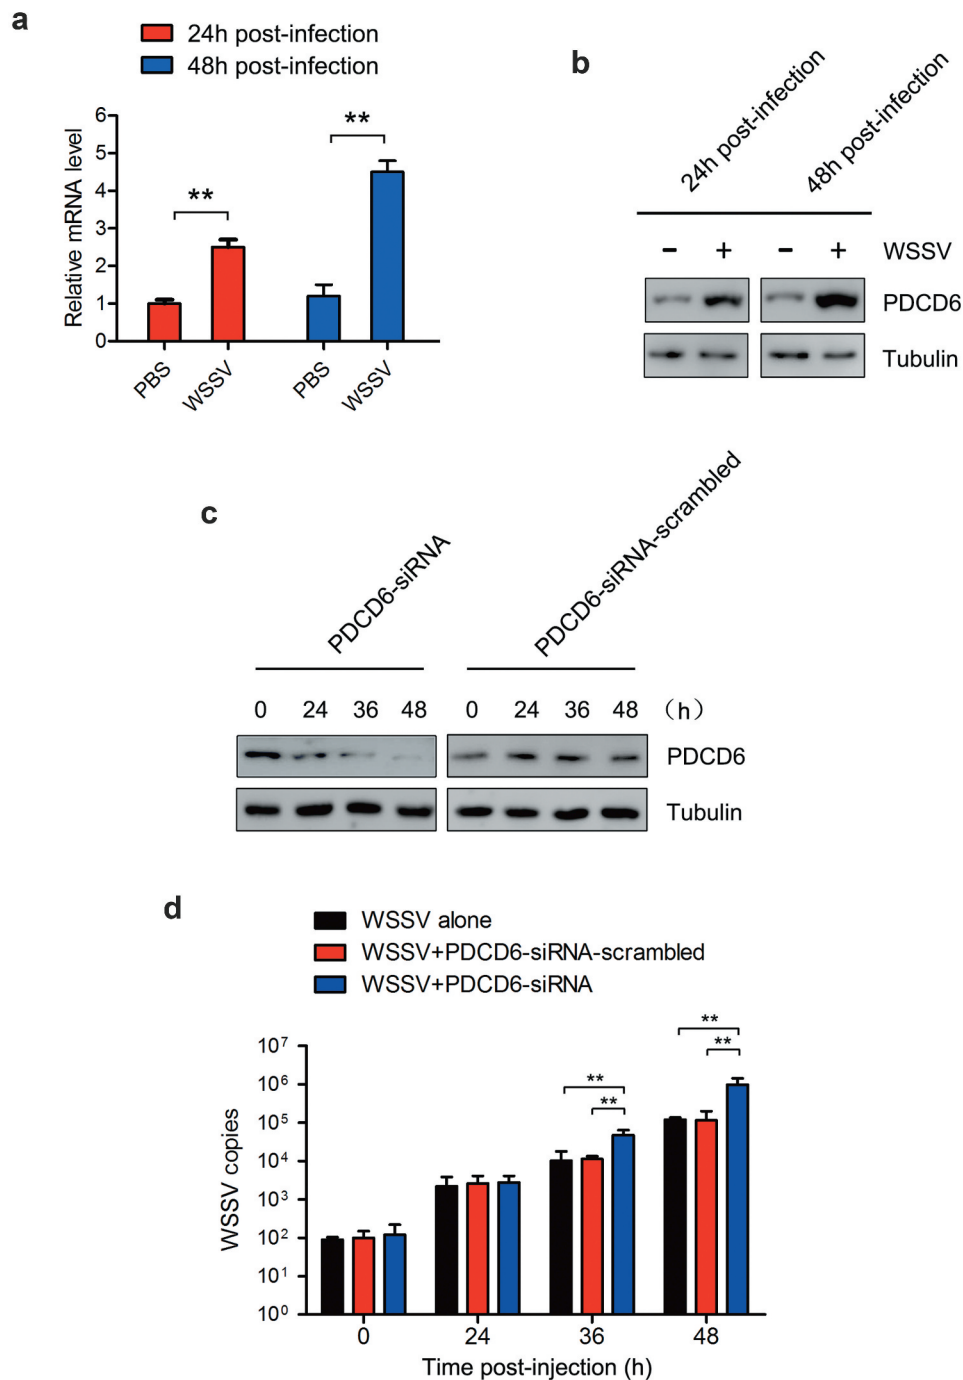 a
24h post-infection
48h post-infection
Relative mRNA level
6
5
4
3
2
1
0
**
**
PBS
WSSV
PBS
WSSV
b
24h post-infection
48h post-infection
− + − + WSSV
PDCD6
Tubulin
c
PDCD6-siRNA
PDCD6-siRNA-scrambled
0 24 36 48 0 24 36 48 (h)
PDCD6
Tubulin
d
WSSV alone
WSSV+PDCD6-siRNA-scrambled
WSSV+PDCD6-siRNA
WSSV copies
10⁷
10⁶
10⁵
10⁴
10³
10²
10¹
10⁰
**
**
**
**
0 24 36 48
Time post-injection (h)